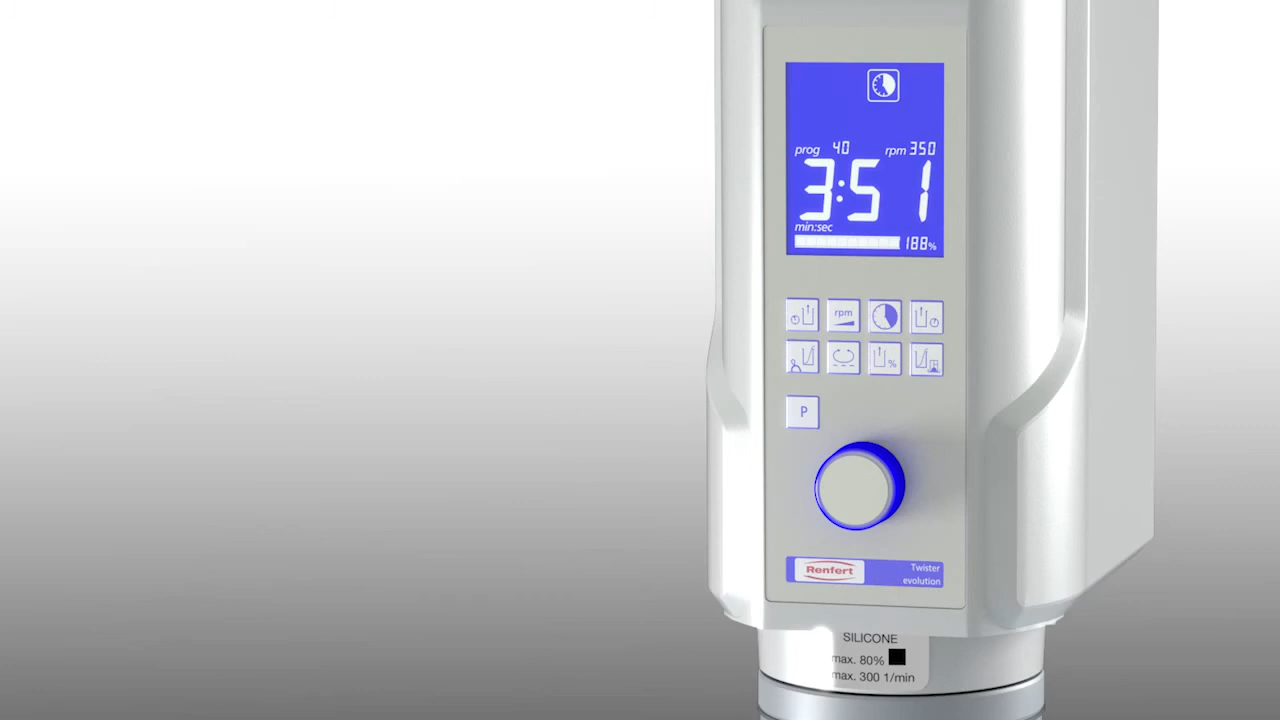 prog 40 rpm 350
3:51
min:sec
188%
rpm
%
P
Renfert
Twister
evolution
SILICONE
max. 80%
max. 300 1/min